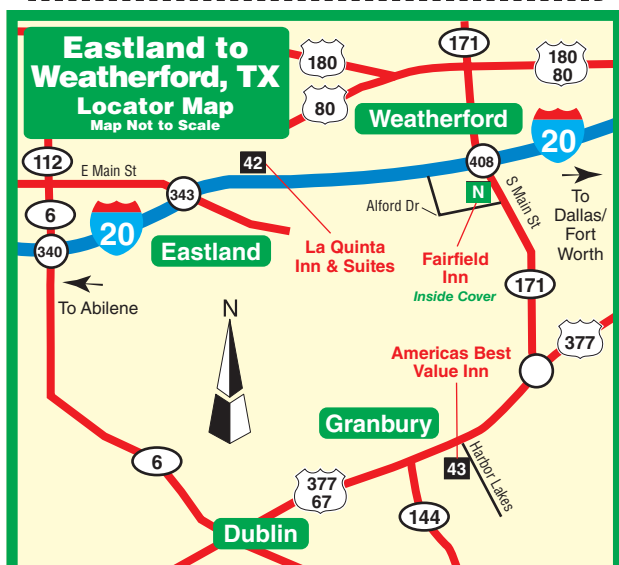 Eastland to
Weatherford, TX
Locator Map
Map Not to Scale
180
171
180
80
80
Weatherford
20
112
E Main St
42
408
343
N
S Main St
Alford Dr
To
Dallas/
Fort
Worth
6
20
Eastland
La Quinta
Inn & Suites
Fairfield
Inn
Inside Cover
340
To Abilene
171
N
377
Americas Best
Value Inn
Granbury
6
43
Harbor Lakes
377
67
144
Dublin